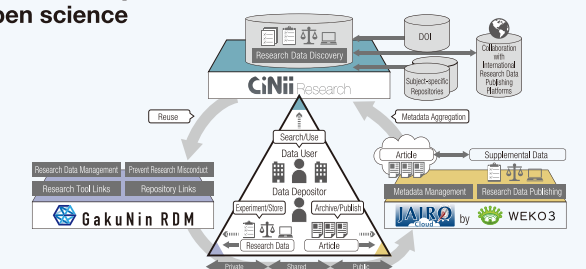 pen science
Research Data Discovery
CiNii Research
DOI
Subject-specific
Repositories
Collaboration
with
International
Research Data
Publishing
Platforms
Reuse
Metadata Aggregation
Search/Use
Data User
Data Depositor
Experiment/Store
Archive/Publish
Research Data
Article
Private
Shared
Public
Research Data Management
Prevent Research Misconduct
Research Tool Links
Repository Links
GakuNin RDM
Article
Supplemental Data
Metadata Management
Research Data Publishing
JAIRO
Cloud
by
WEKO3